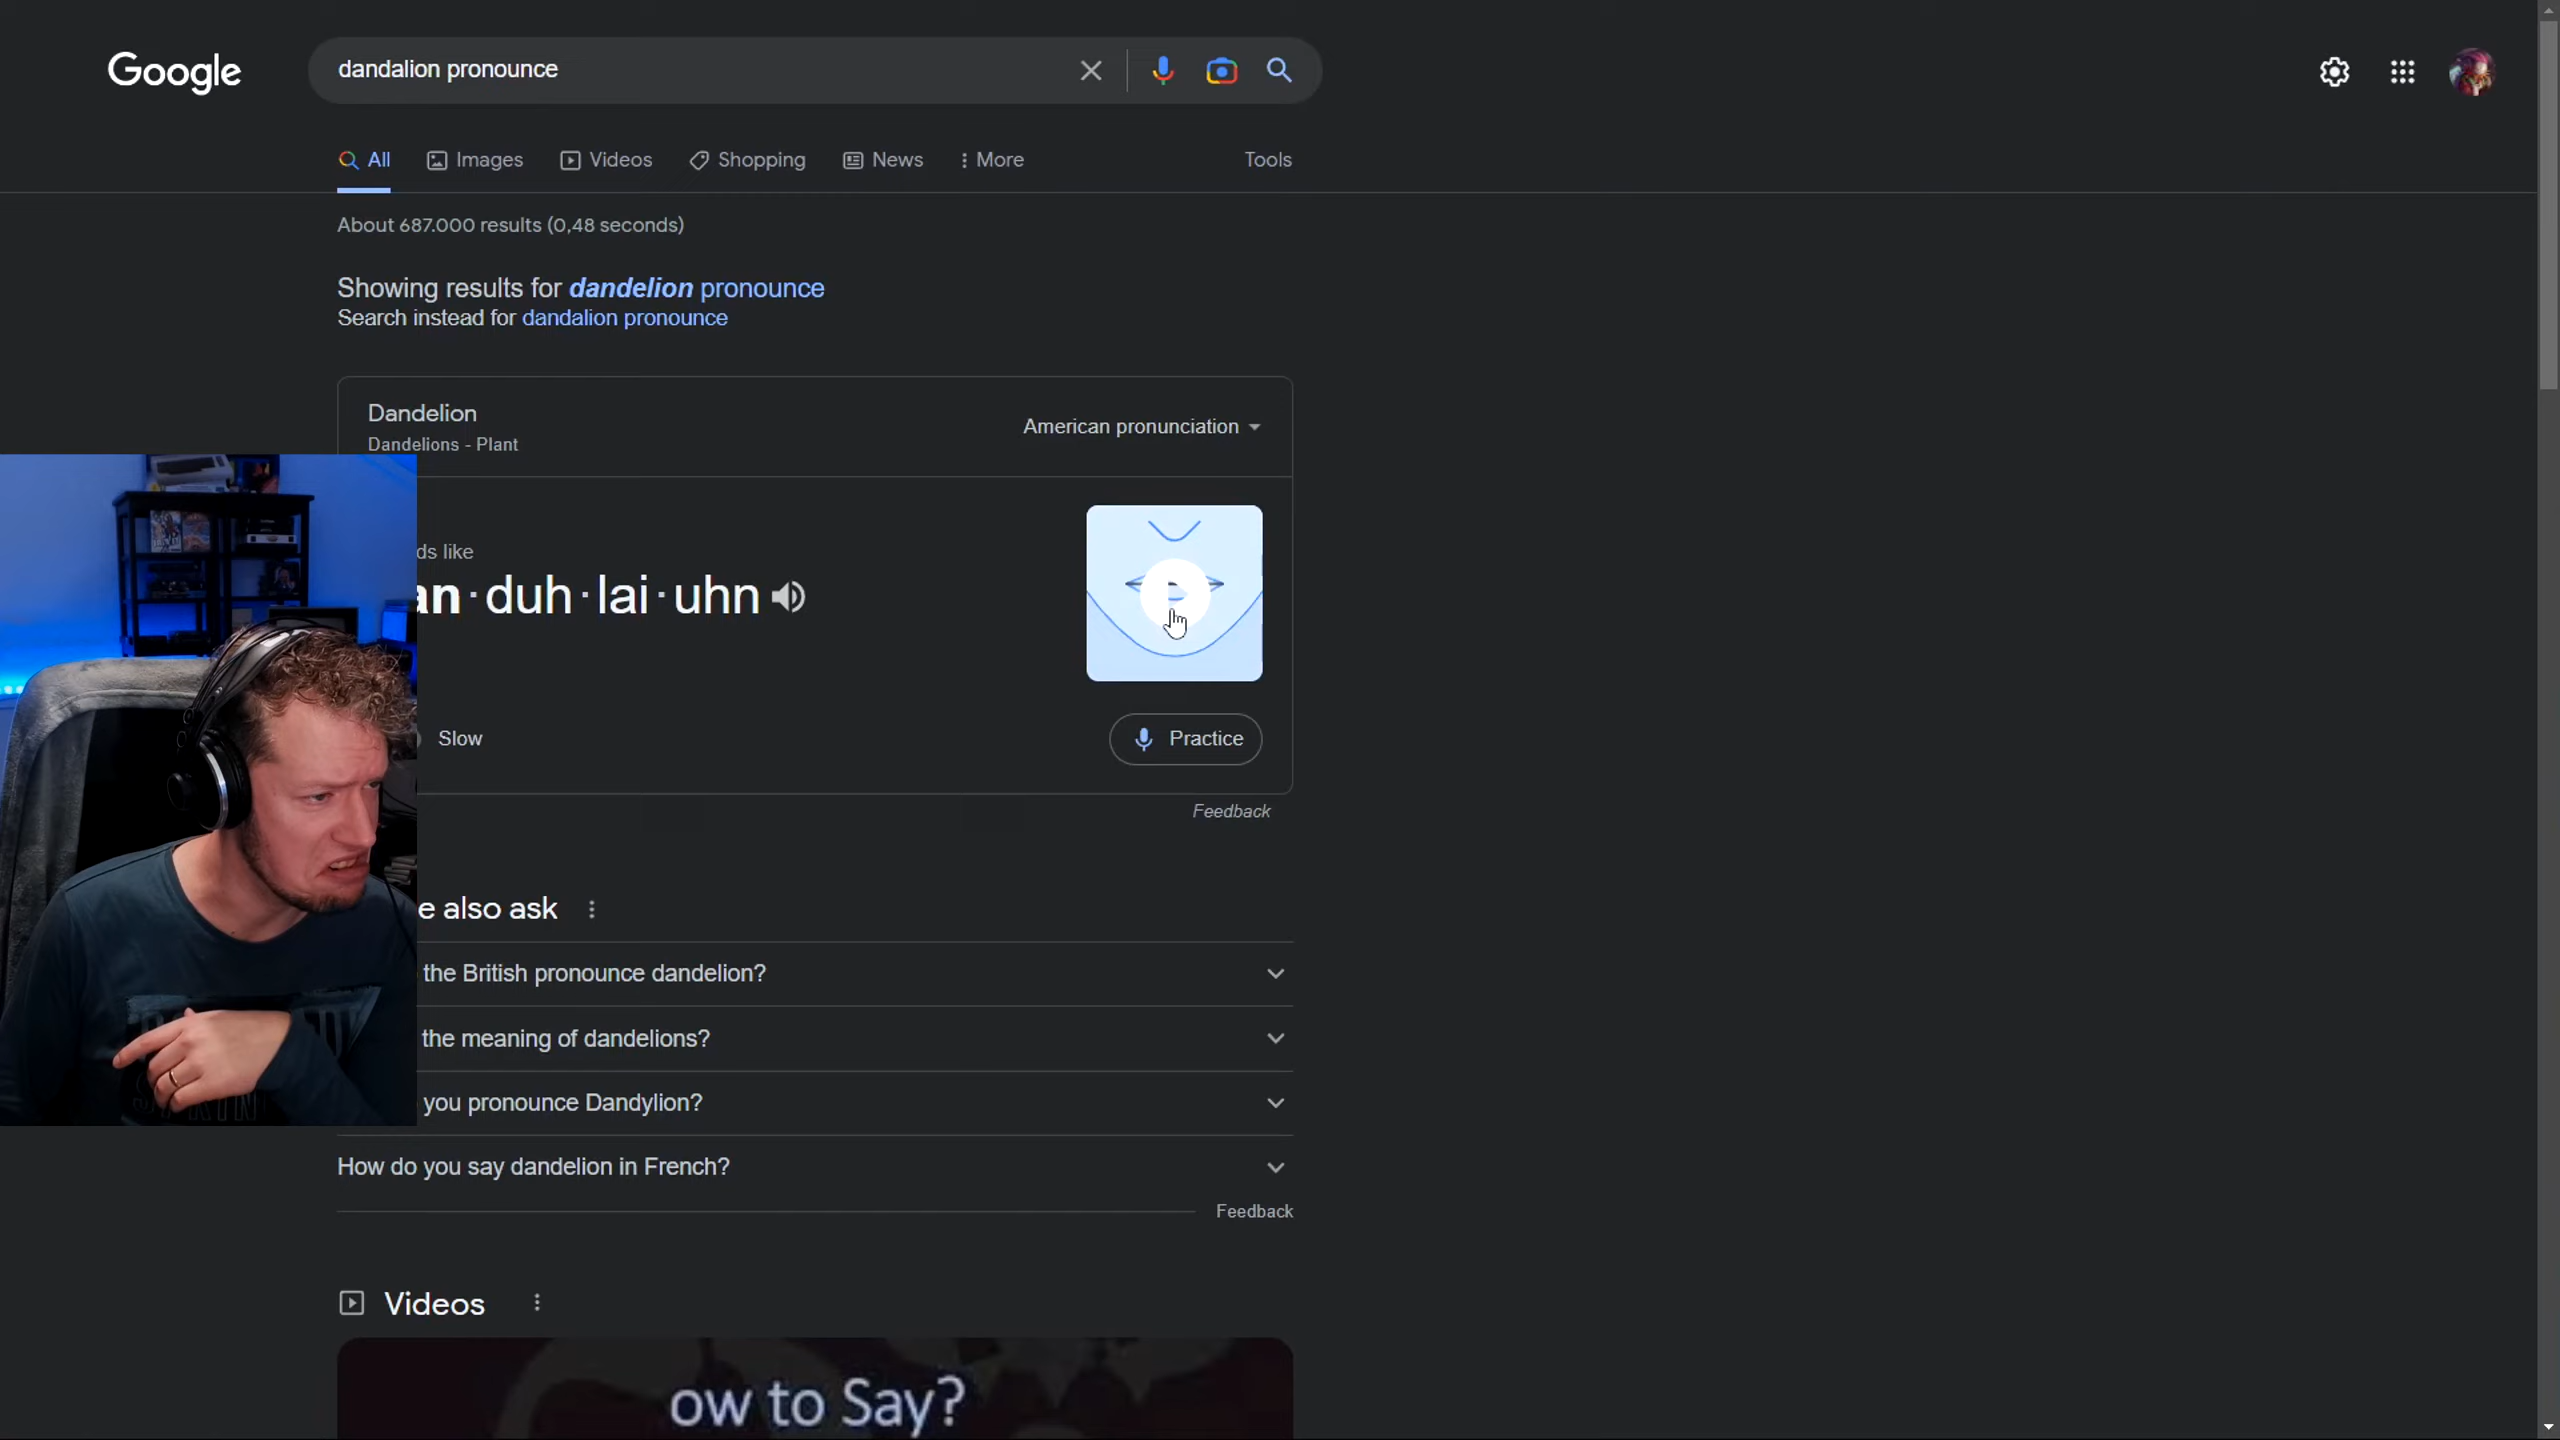 Google
dandalion pronounce
All Images Videos Shopping News More Tools
About 687.000 results (0,48 seconds)
Showing results for dandelion pronounce
Search instead for dandalion pronounce
Dandelion
American pronunciation
Dandelions - Plant
ds like
an·duh·lai·uhn
Slow
Practice
Feedback
e also ask
the British pronounce dandelion?
the meaning of dandelions?
you pronounce Dandylion?
How do you say dandelion in French?
Feedback
Videos
ow to Say?